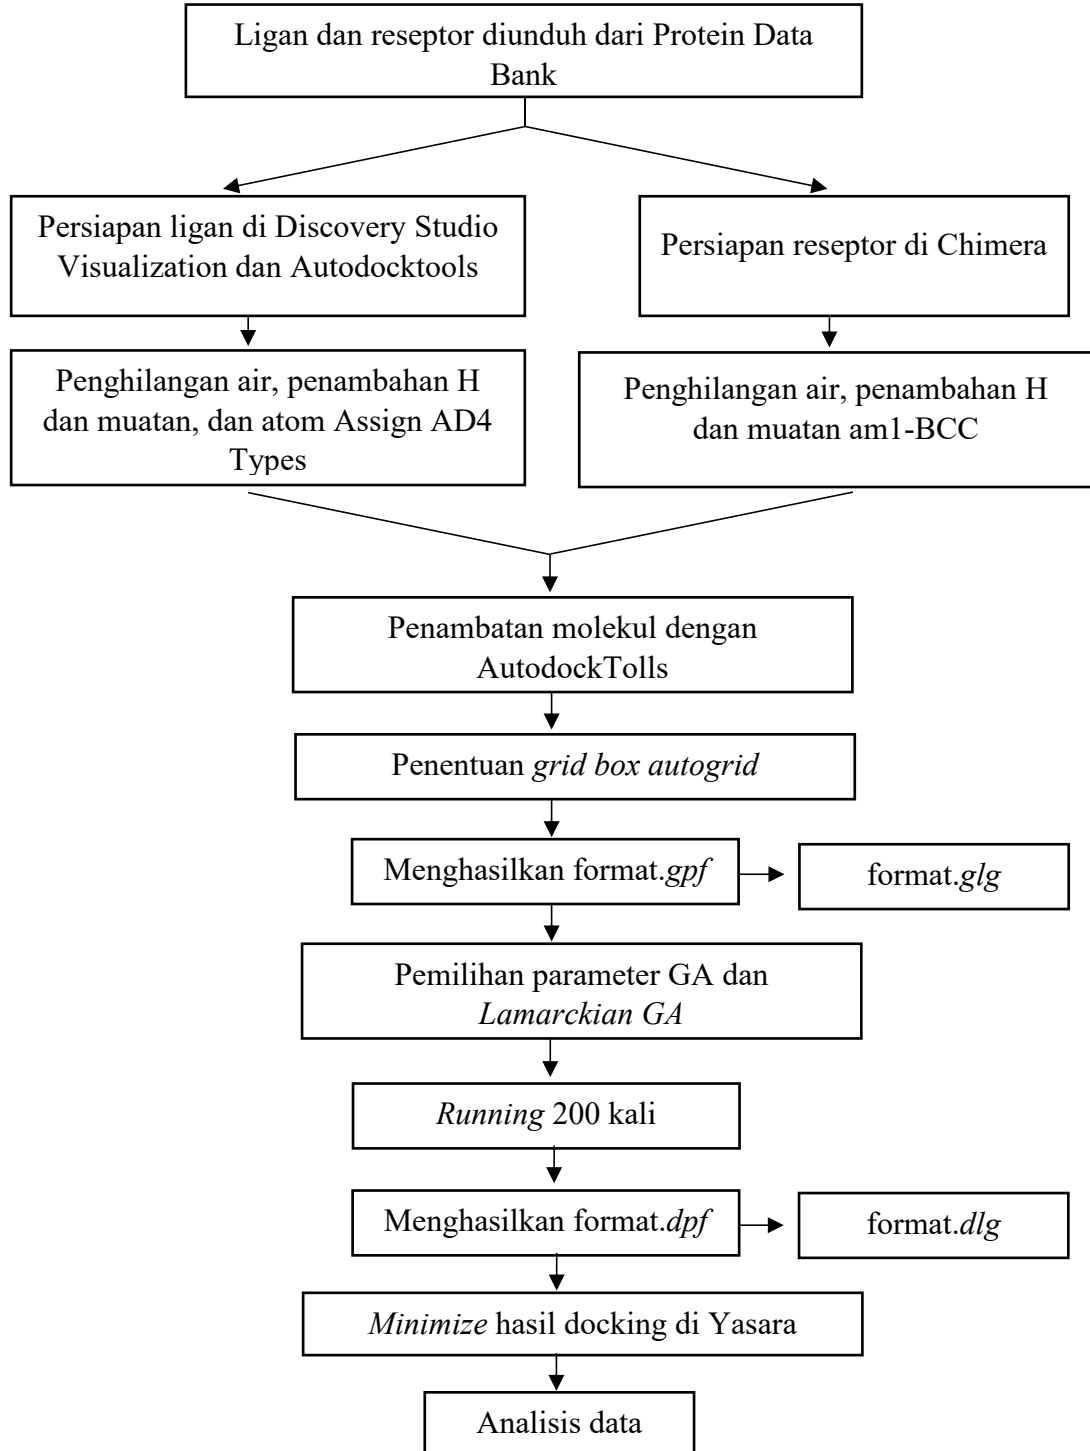 Ligan dan reseptor diunduh dari Protein Data
Bank
Persiapan ligan di Discovery Studio
Visualization dan Autodocktools
Persiapan reseptor di Chimera
Penghilangan air, penambahan H
dan muatan, dan atom Assign AD4
Types
Penghilangan air, penambahan H
dan muatan am1-BCC
Penambatan molekul dengan
AutodockTolls
Penentuan grid box autogrid
Menghasilkan format.gpf
format.glg
Pemilihan parameter GA dan
Lamarckian GA
Running 200 kali
Menghasilkan format.dpf
format.dlg
Minimize hasil docking di Yasara
Analisis data